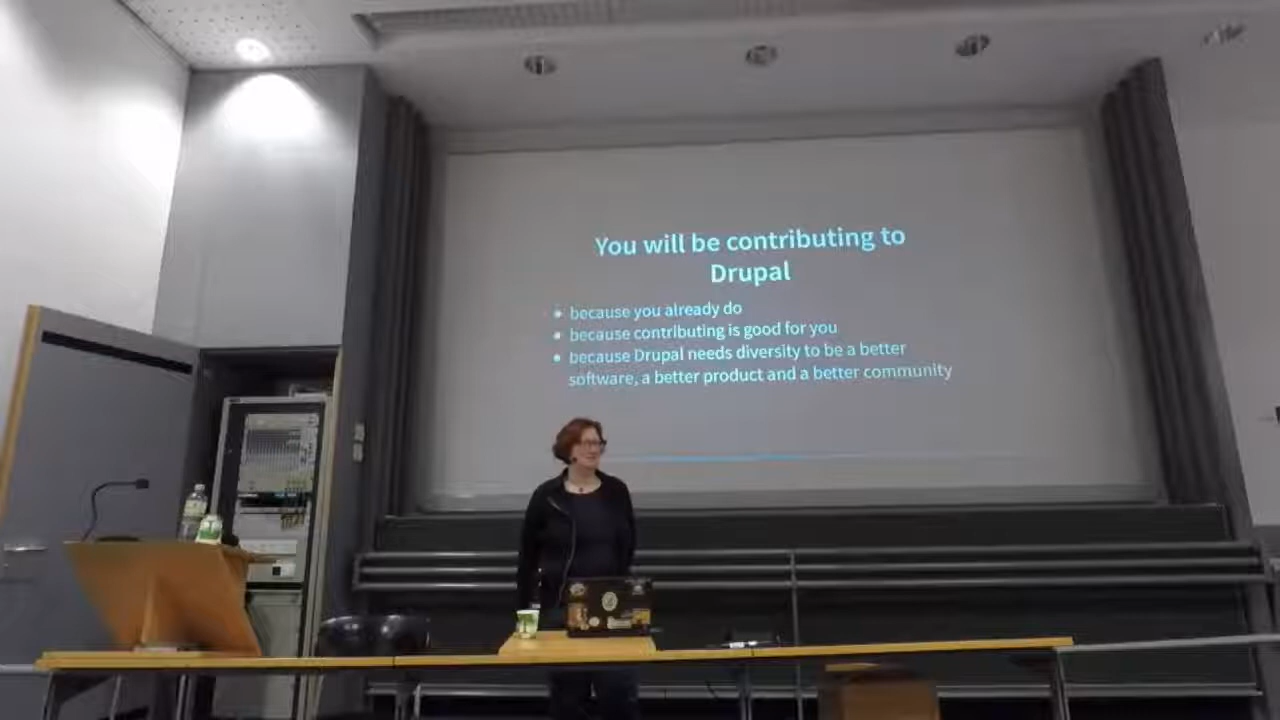 You will be contributing to
Drupal
because you already do
because contributing is good for you
because Drupal needs diversity to be a better
software, a better product and a better community